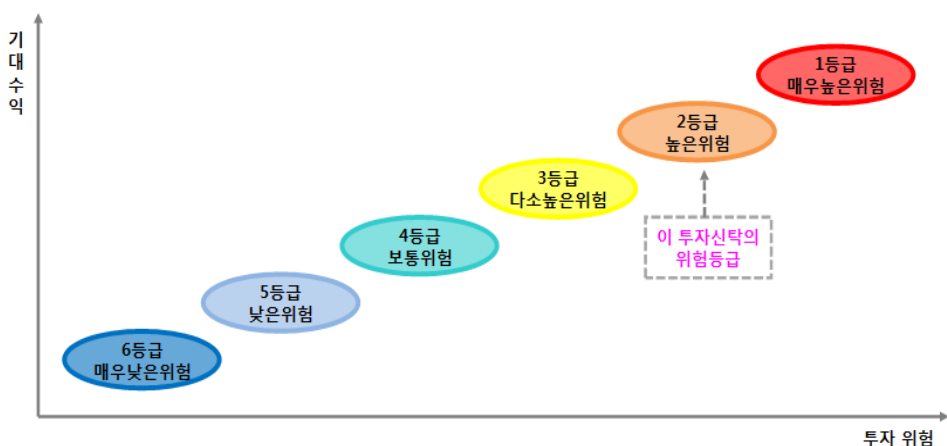 기대수익
1등급
매우높은위험
2등급
높은위험
3등급
다소높은위험
이 투자신탁의
위험등급
4등급
보통위험
5등급
낮은위험
6등급
매우낮은위험
투자 위험